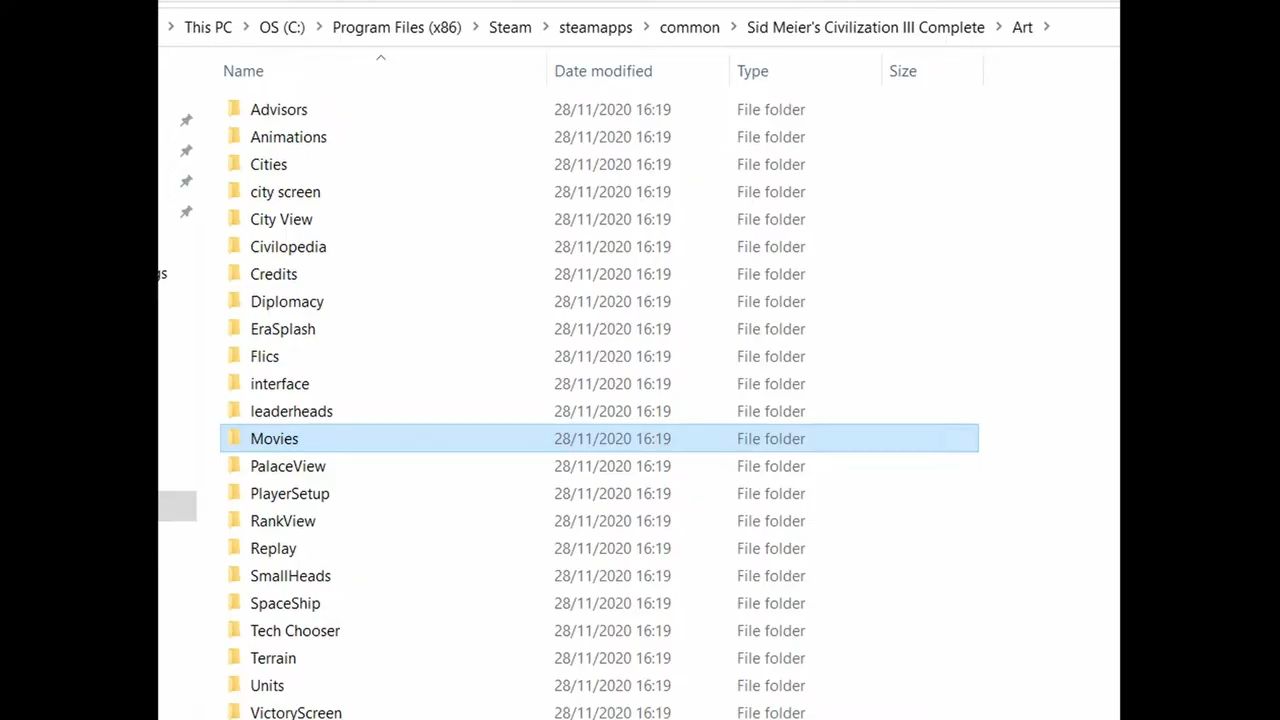 This PC > OS (C:) > Program Files (x86) > Steam > steamapps > common > Sid Meier's Civilization III Complete > Art >
Name Date modified Type Size
Advisors 28/11/2020 16:19 File folder
Animations 28/11/2020 16:19 File folder
Cities 28/11/2020 16:19 File folder
city screen 28/11/2020 16:19 File folder
City View 28/11/2020 16:19 File folder
Civilopedia 28/11/2020 16:19 File folder
gs Credits 28/11/2020 16:19 File folder
Diplomacy 28/11/2020 16:19 File folder
EraSplash 28/11/2020 16:19 File folder
Flics 28/11/2020 16:19 File folder
interface 28/11/2020 16:19 File folder
leaderheads 28/11/2020 16:19 File folder
Movies 28/11/2020 16:19 File folder
PalaceView 28/11/2020 16:19 File folder
PlayerSetup 28/11/2020 16:19 File folder
RankView 28/11/2020 16:19 File folder
Replay 28/11/2020 16:19 File folder
SmallHeads 28/11/2020 16:19 File folder
SpaceShip 28/11/2020 16:19 File folder
Tech Chooser 28/11/2020 16:19 File folder
Terrain 28/11/2020 16:19 File folder
Units 28/11/2020 16:19 File folder
VictoryScreen 28/11/2020 16:19 File folder